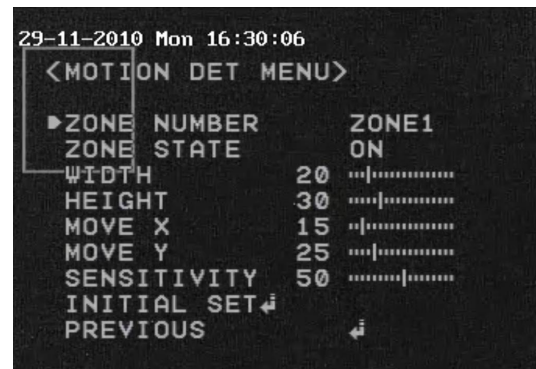 29-11-2010 Mon 16:30:06
<MOTION DET MENU>
ZONE NUMBER ZONE1
ZONE STATE ON
WIDTH 20
HEIGHT 30
MOVE X 15
MOVE Y 25
SENSITIVITY 50
INITIAL SET↲
PREVIOUS ↲